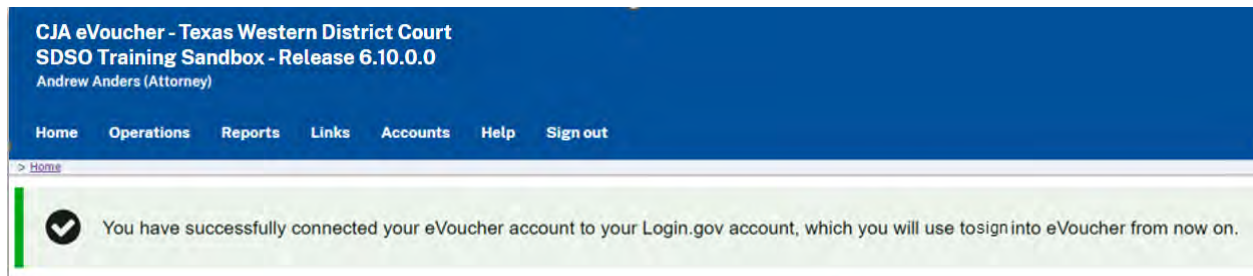 CJA eVoucher - Texas Western District Court
SDSO Training Sandbox - Release 6.10.0.0
Andrew Anders (Attorney)
Home Operations Reports Links Accounts Help Sign out
> Home
You have successfully connected your eVoucher account to your Login.gov account, which you will use tosign into eVoucher from now on.